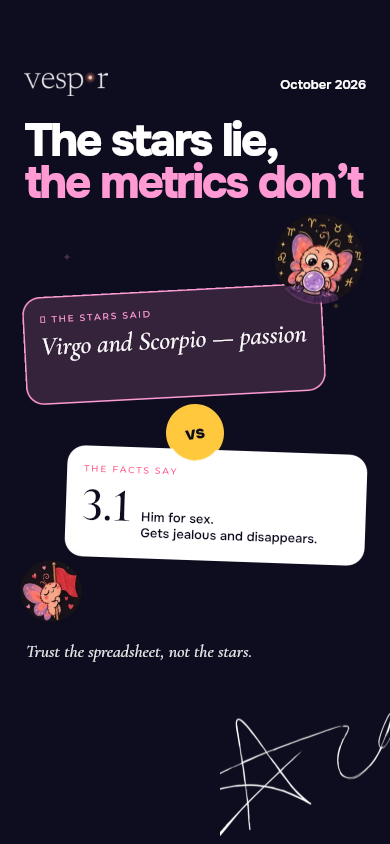 vesp r
October 2026
The stars lie,
the metrics don’t
THE STARS SAID
Virgo and Scorpio — passion
vs
THE FACTS SAY
3.1 Him for sex.
Gets jealous and disappears.
Trust the spreadsheet, not the stars.